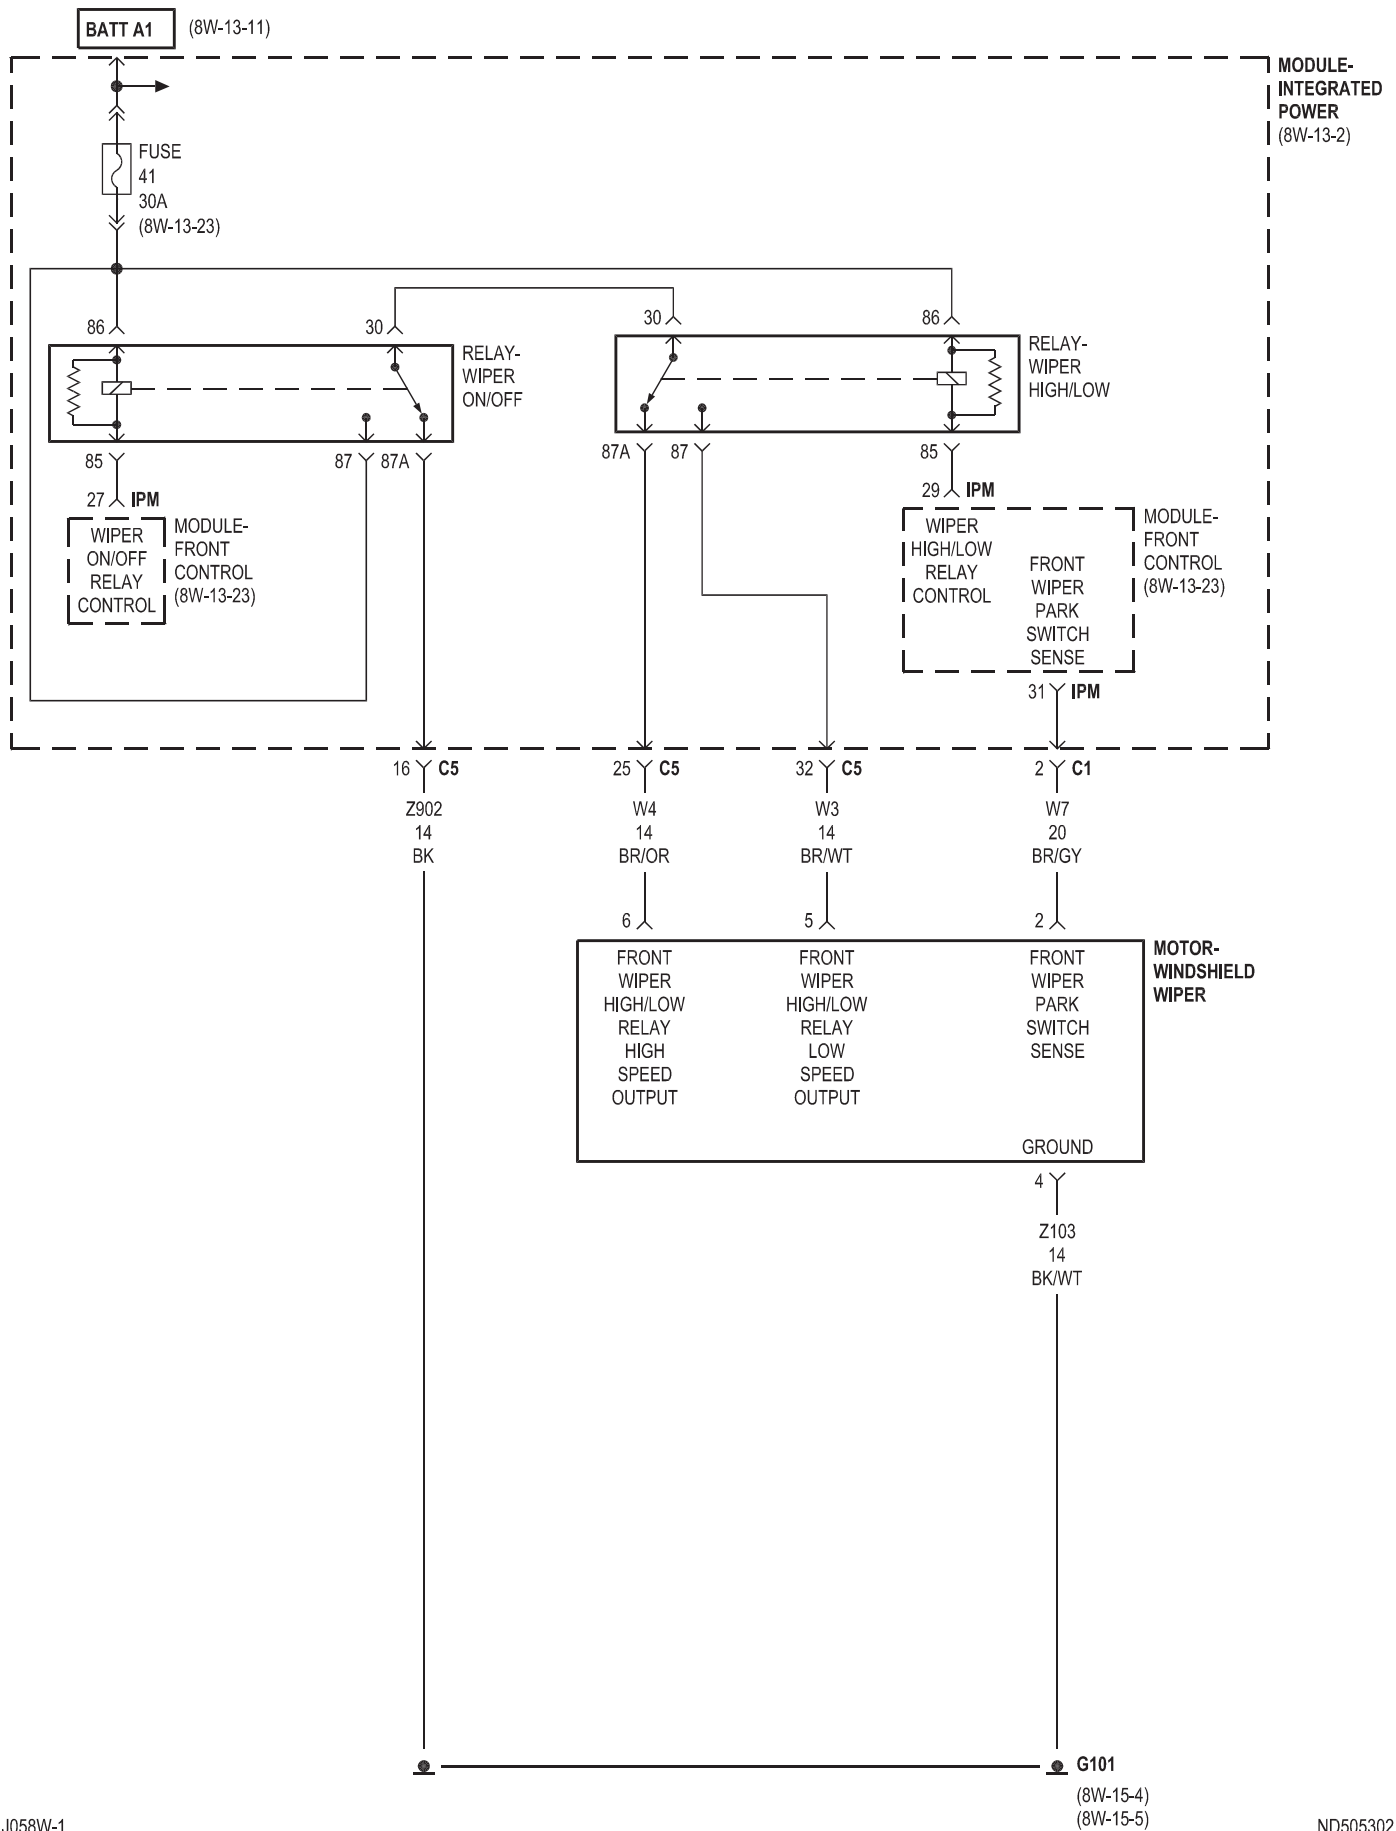 BATT A1 (8W-13-11)
MODULE-
INTEGRATED
POWER
(8W-13-2)
FUSE
41
30A
(8W-13-23)
86
30
30
86
RELAY-
WIPER
ON/OFF
RELAY-
WIPER
HIGH/LOW
85
87
87A
87A
87
85
27
IPM
29
IPM
WIPER
ON/OFF
RELAY
CONTROL
MODULE-
FRONT
CONTROL
(8W-13-23)
WIPER
HIGH/LOW
RELAY
CONTROL
FRONT
WIPER
PARK
SWITCH
SENSE
MODULE-
FRONT
CONTROL
(8W-13-23)
31
IPM
16
C5
25
C5
32
C5
2
C1
Z902
14
BK
W4
14
BR/OR
W3
14
BR/WT
W7
20
BR/GY
6
5
2
FRONT
WIPER
HIGH/LOW
RELAY
HIGH
SPEED
OUTPUT
FRONT
WIPER
HIGH/LOW
RELAY
LOW
SPEED
OUTPUT
FRONT
WIPER
PARK
SWITCH
SENSE
MOTOR-
WINDSHIELD
WIPER
GROUND
4
Z103
14
BK/WT
G101
(8W-15-4)
(8W-15-5)
J058W-1
ND505302